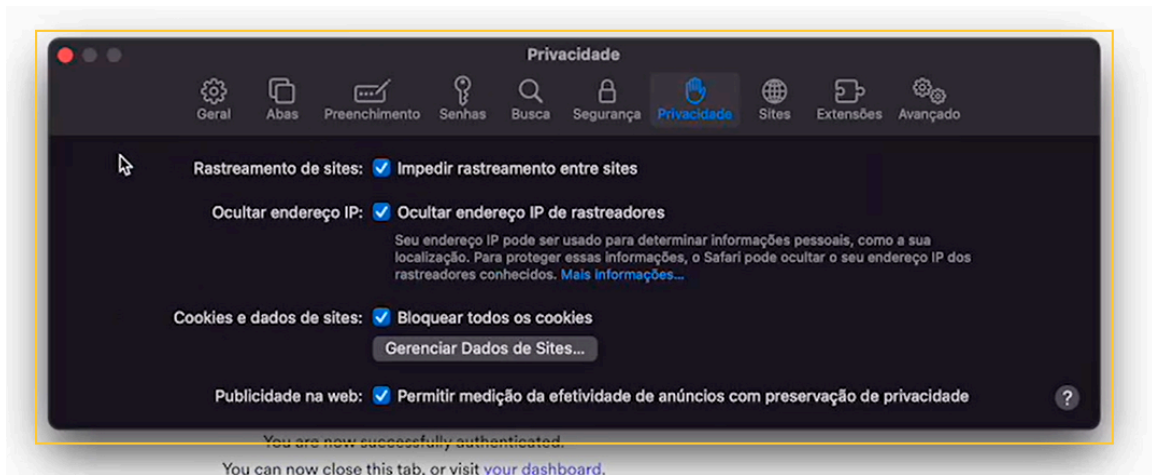 Privacidade
Geral Abas Preenchimento Senhas Busca Segurança Privacidade Sites Extensões Avançado
Rastreamento de sites: Impedir rastreamento entre sites
Ocultar endereço IP: Ocultar endereço IP de rastreadores
Seu endereço IP pode ser usado para determinar informações pessoais, como a sua
localização. Para proteger essas informações, o Safari pode ocultar o seu endereço IP dos
rastreadores conhecidos. Mais informações...
Cookies e dados de sites: Bloquear todos os cookies
Gerenciar Dados de Sites...
Publicidade na web: Permitir medição da efetividade de anúncios com preservação de privacidade
?
You are now successfully authenticated.
You can now close this tab, or visit your dashboard.